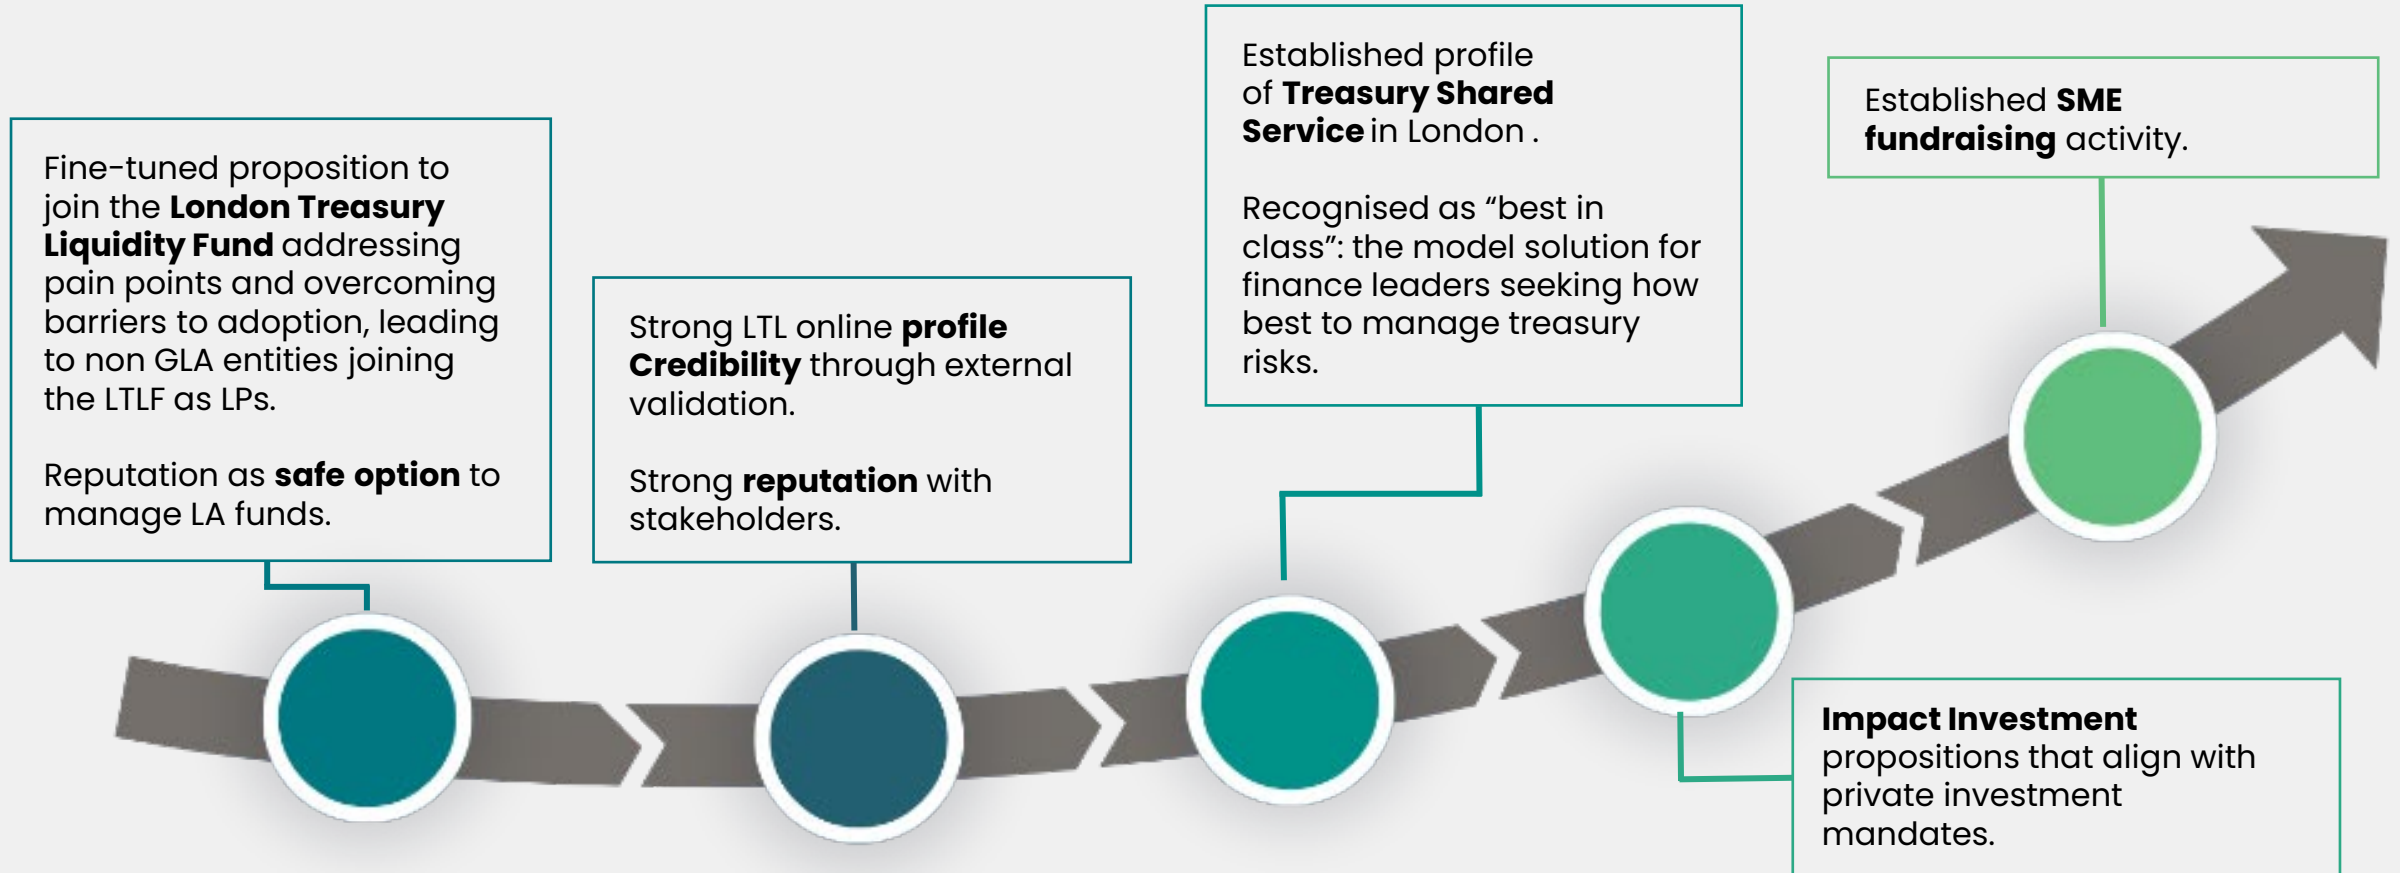 Fine-tuned proposition to
join the London Treasury
Liquidity Fund addressing
pain points and overcoming
barriers to adoption, leading
to non GLA entities joining
the LTLF as LPs.
Reputation as safe option to
manage LA funds.
Strong LTL online profile
Credibility through external
validation.
Strong reputation with
stakeholders.
Established profile
of Treasury Shared
Service in London .
Recognised as “best in
class”: the model solution for
finance leaders seeking how
best to manage treasury
risks.
Impact Investment
propositions that align with
private investment
mandates.
Established SME
fundraising activity.